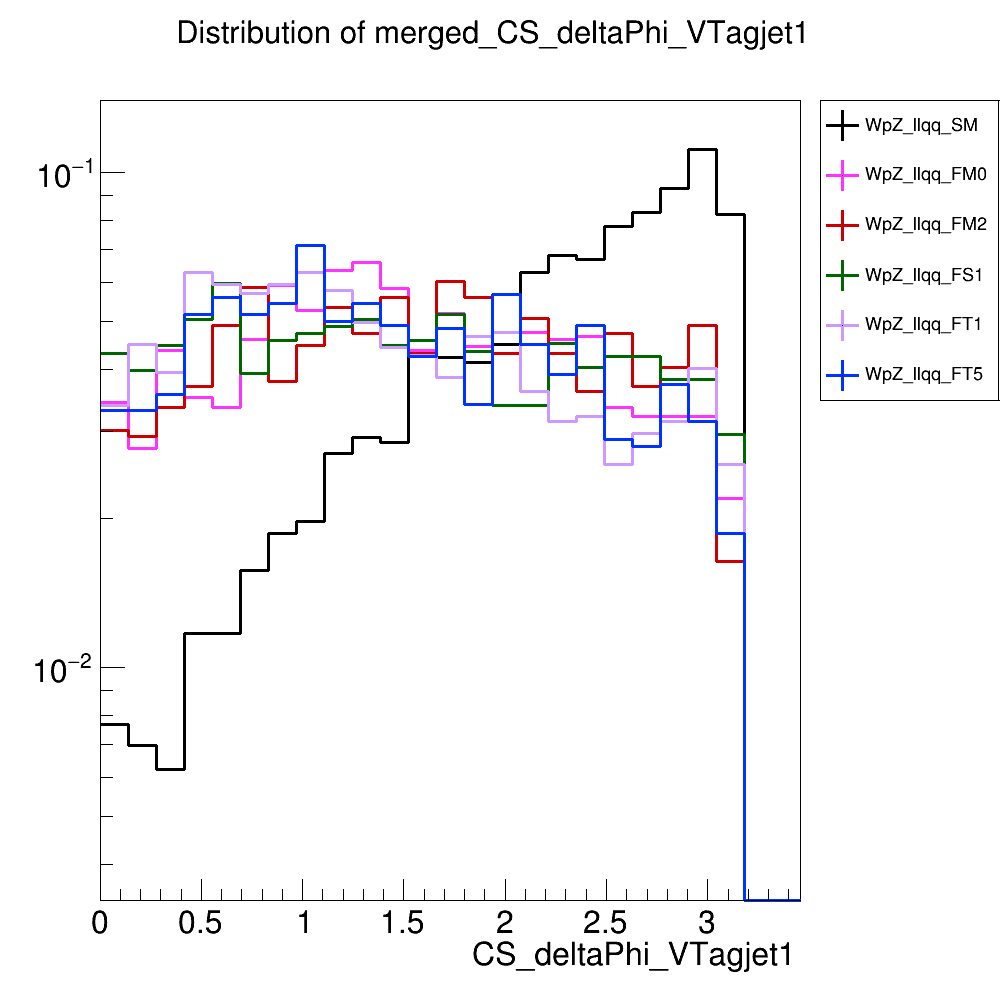 Distribution of merged_CS_deltaPhi_VTagjet1
10⁻¹
10⁻²
0 0.5 1 1.5 2 2.5 3
CS_deltaPhi_VTagjet1
WpZ_llqq_SM
WpZ_llqq_FM0
WpZ_llqq_FM2
WpZ_llqq_FS1
WpZ_llqq_FT1
WpZ_llqq_FT5